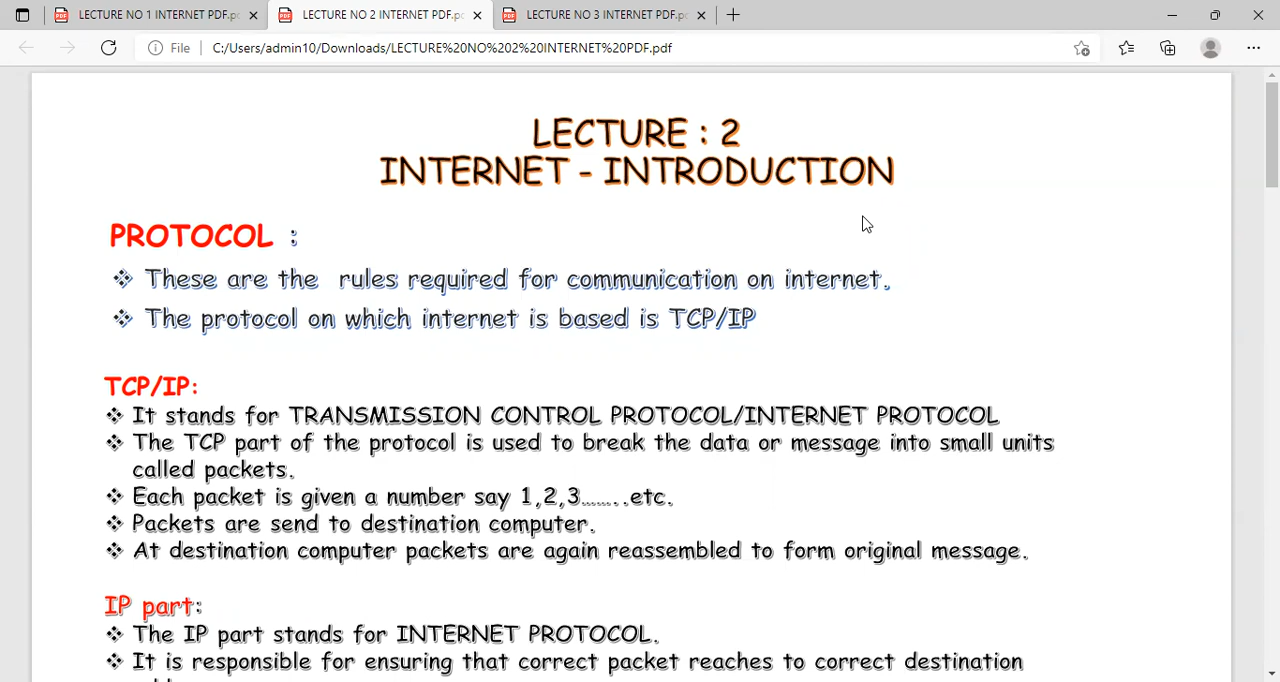 LECTURE NO 1 INTERNET PDF.p
LECTURE NO 2 INTERNET PDF.pc
LECTURE NO 3 INTERNET PDF.p
File
C:/Users/admin10/Downloads/LECTURE%20NO%202%20INTERNET%20PDF.pdf
LECTURE : 2
INTERNET - INTRODUCTION
PROTOCOL :
These are the rules required for communication on internet.
The protocol on which internet is based is TCP/IP
TCP/IP:
It stands for TRANSMISSION CONTROL PROTOCOL/INTERNET PROTOCOL
The TCP part of the protocol is used to break the data or message into small units
called packets.
Each packet is given a number say 1,2,3……..etc.
Packets are send to destination computer.
At destination computer packets are again reassembled to form original message.
IP part:
The IP part stands for INTERNET PROTOCOL.
It is responsible for ensuring that correct packet reaches to correct destination